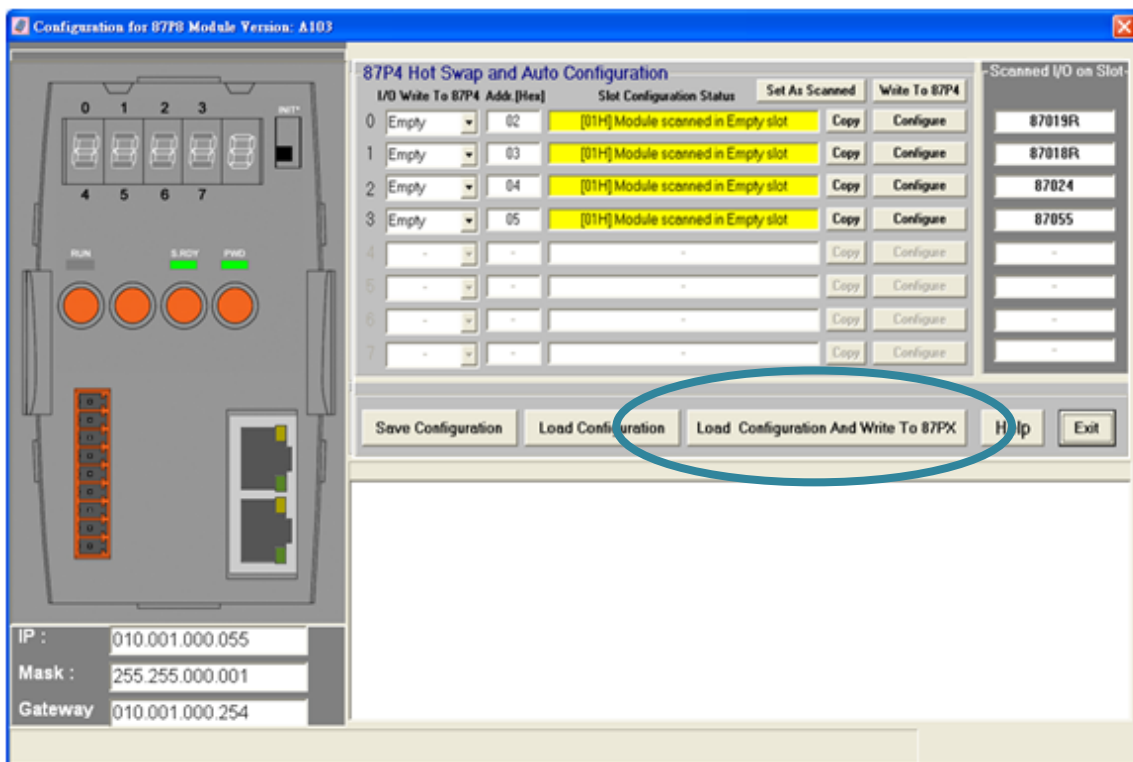 Configuration for 87P8 Module Version: A103
0 1 2 3 INIT*
4 5 6 7
RUN S.RDY PWD
IP : 010.001.000.055
Mask : 255.255.000.001
Gateway 010.001.000.254
87P4 Hot Swap and Auto Configuration
I/O Write To 87P4 Addr.[Hex] Slot Configuration Status Set As Scanned Write To 87P4
0 Empty 02 [01H] Module scanned in Empty slot Copy Configure
1 Empty 03 [01H] Module scanned in Empty slot Copy Configure
2 Empty 04 [01H] Module scanned in Empty slot Copy Configure
3 Empty 05 [01H] Module scanned in Empty slot Copy Configure
4 - - - Copy Configure
5 - - - Copy Configure
6 - - - Copy Configure
7 - - - Copy Configure
Scanned I/O on Slot
87019R
87018R
87024
87055
-
-
-
-
Save Configuration Load Configuration Load Configuration And Write To 87PX Help Exit